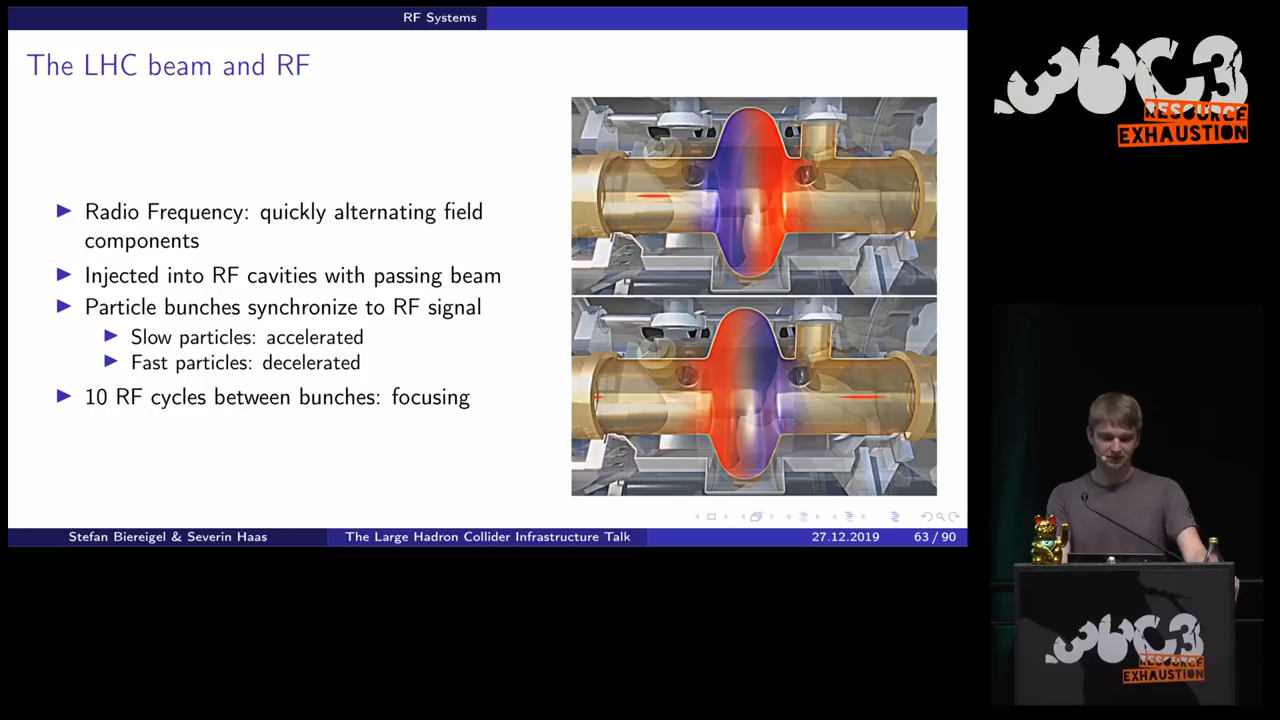 RF Systems
The LHC beam and RF
Radio Frequency: quickly alternating field
components
Injected into RF cavities with passing beam
Particle bunches synchronize to RF signal
Slow particles: accelerated
Fast particles: decelerated
10 RF cycles between bunches: focusing
Stefan Biereigel & Severin Haas
The Large Hadron Collider Infrastructure Talk
27.12.2019
63 / 90
36C3
RESOURCE
EXHAUSTION
36C3
RESOURCE
EXHAUSTION